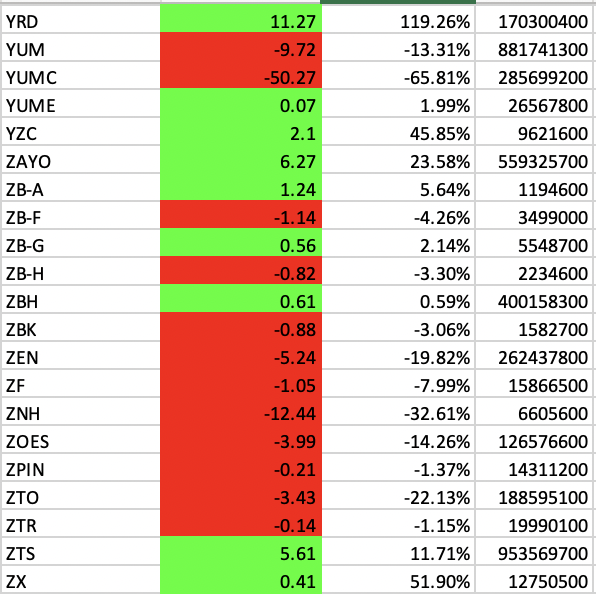 YRD 11.27 119.26% 170300400
YUM -9.72 -13.31% 881741300
YUMC -50.27 -65.81% 285699200
YUME 0.07 1.99% 26567800
YZC 2.1 45.85% 9621600
ZAYO 6.27 23.58% 559325700
ZB-A 1.24 5.64% 1194600
ZB-F -1.14 -4.26% 3499000
ZB-G 0.56 2.14% 5548700
ZB-H -0.82 -3.30% 2234600
ZBH 0.61 0.59% 400158300
ZBK -0.88 -3.06% 1582700
ZEN -5.24 -19.82% 262437800
ZF -1.05 -7.99% 15866500
ZNH -12.44 -32.61% 6605600
ZOES -3.99 -14.26% 126576600
ZPIN -0.21 -1.37% 14311200
ZTO -3.43 -22.13% 188595100
ZTR -0.14 -1.15% 19990100
ZTS 5.61 11.71% 953569700
ZX 0.41 51.90% 12750500